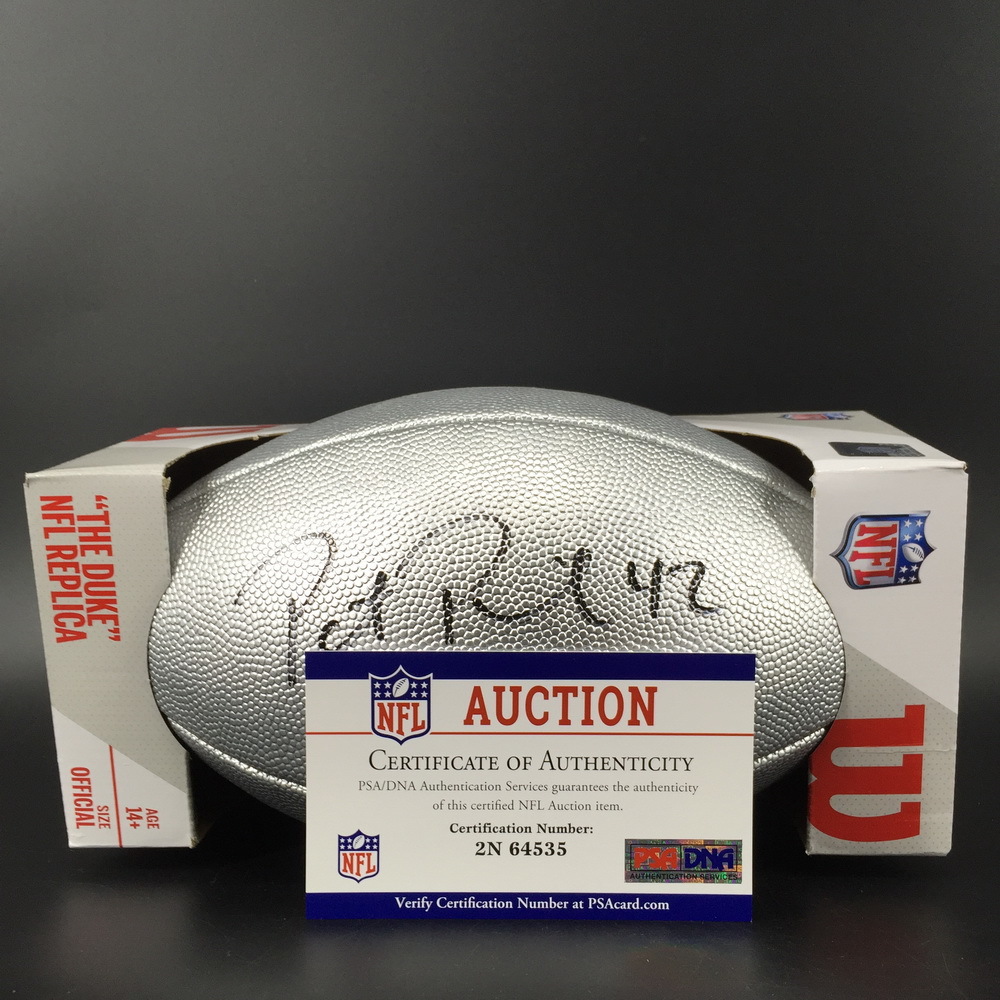 "THE DUKE"
NFL REPLICA
OFFICIAL
SIZE
AGE
14+
NFL
42
NFL
AUCTION
CERTIFICATE OF AUTHENTICITY
PSA/DNA Authentication Services guarantees the authenticity
of this certified NFL Auction item.
Certification Number:
2N 64535
NFL
PSA DNA
AUTHENTICATION SERVICES
Verify Certification Number at PSAcard.com